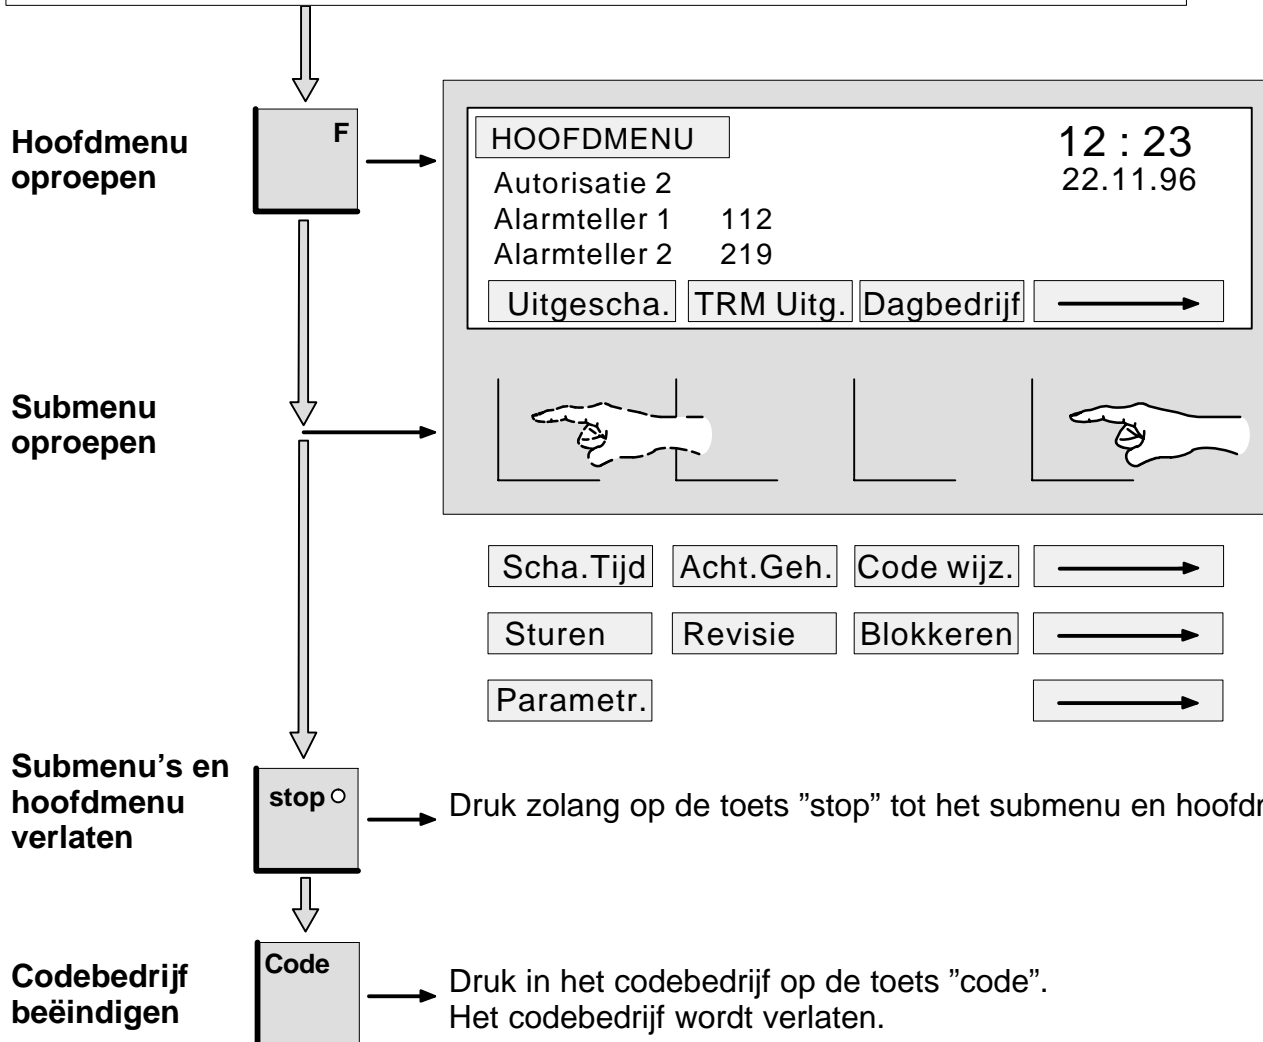 Hoofdmenu
oproepen
F
HOOFDMENU
12 : 23
22.11.96
Autorisatie 2
Alarmteller 1 112
Alarmteller 2 219
Uitgescha. TRM Uitg. Dagbedrijf
Submenu
oproepen
Scha.Tijd Acht.Geh. Code wijz.
Sturen Revisie Blokkeren
Parametr.
Submenu’s en
hoofdmenu
verlaten
stop
Druk zolang op de toets ”stop” tot het submenu en
Codebedrijf
beëindigen
Code
Druk in het codebedrijf op de toets ”code”.
Het codebedrijf wordt verlaten.